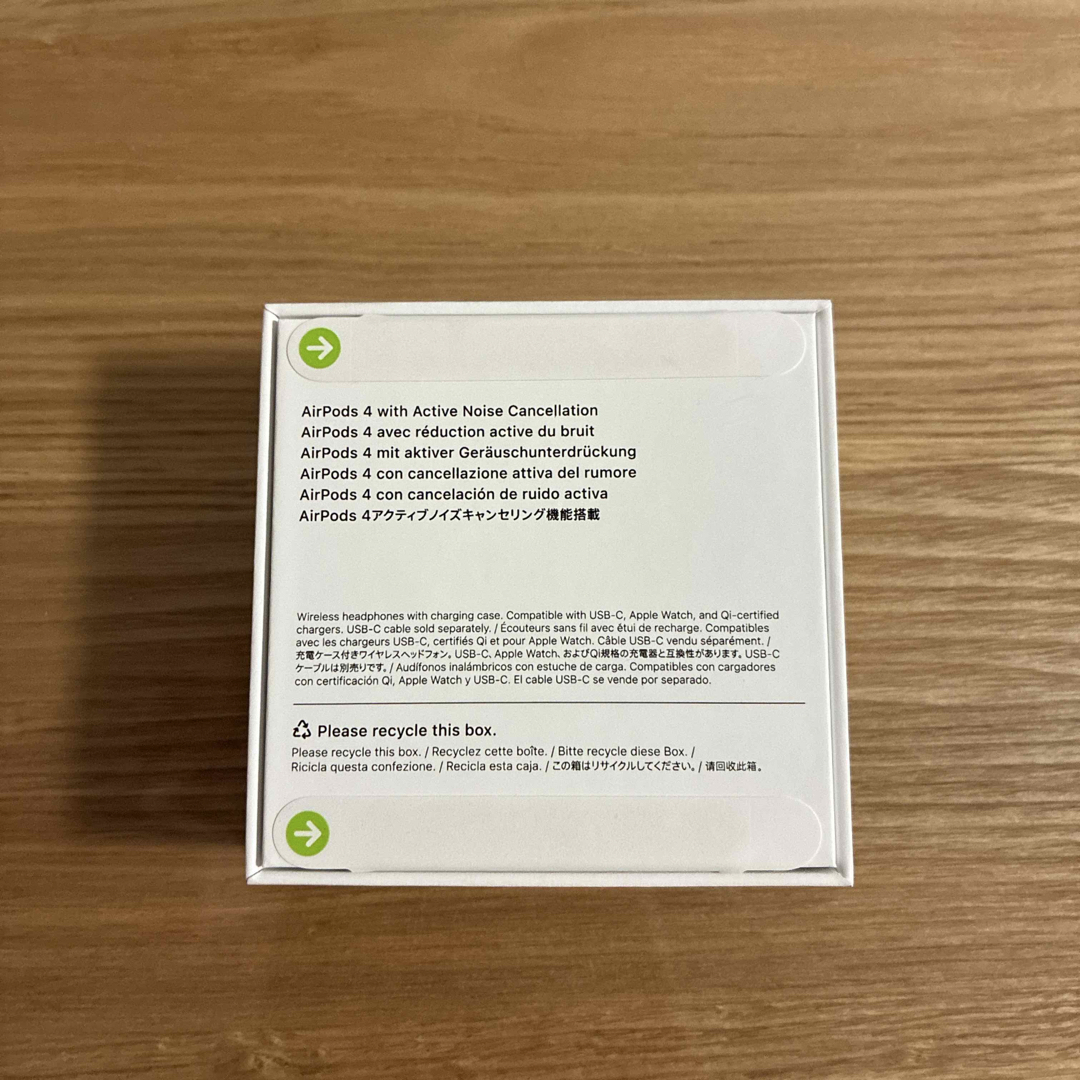 AirPods 4 with Active Noise Cancellation
AirPods 4 avec réduction active du bruit
AirPods 4 mit aktiver Geräuschunterdrückung
AirPods 4 con cancellazione attiva del rumore
AirPods 4 con cancelación de ruido activa
AirPods 4アクティブノイズキャンセリング機能搭載
Wireless headphones with charging case. Compatible with USB-C, Apple Watch, and Qi-certified
chargers. USB-C cable sold separately. / Écouteurs sans fil avec étui de recharge. Compatibles
avec les chargeurs USB-C, certifiés Qi et pour Apple Watch. Câble USB-C vendu séparément. /
充電ケース付きワイヤレスヘッドフォン。USB-C、Apple Watch、およびQi規格の充電器と互換性があります。USB-C
ケーブルは別売りです。/ Audífonos inalámbricos con estuche de carga. Compatibles con cargadores
con certificación Qi, Apple Watch y USB-C. El cable USB-C se vende por separado.
Please recycle this box.
Please recycle this box. / Recyclez cette boîte. / Bitte recycle diese Box. /
Ricicla questa confezione. / Recicla esta caja. / この箱はリサイクルしてください。/ 请回收此箱。